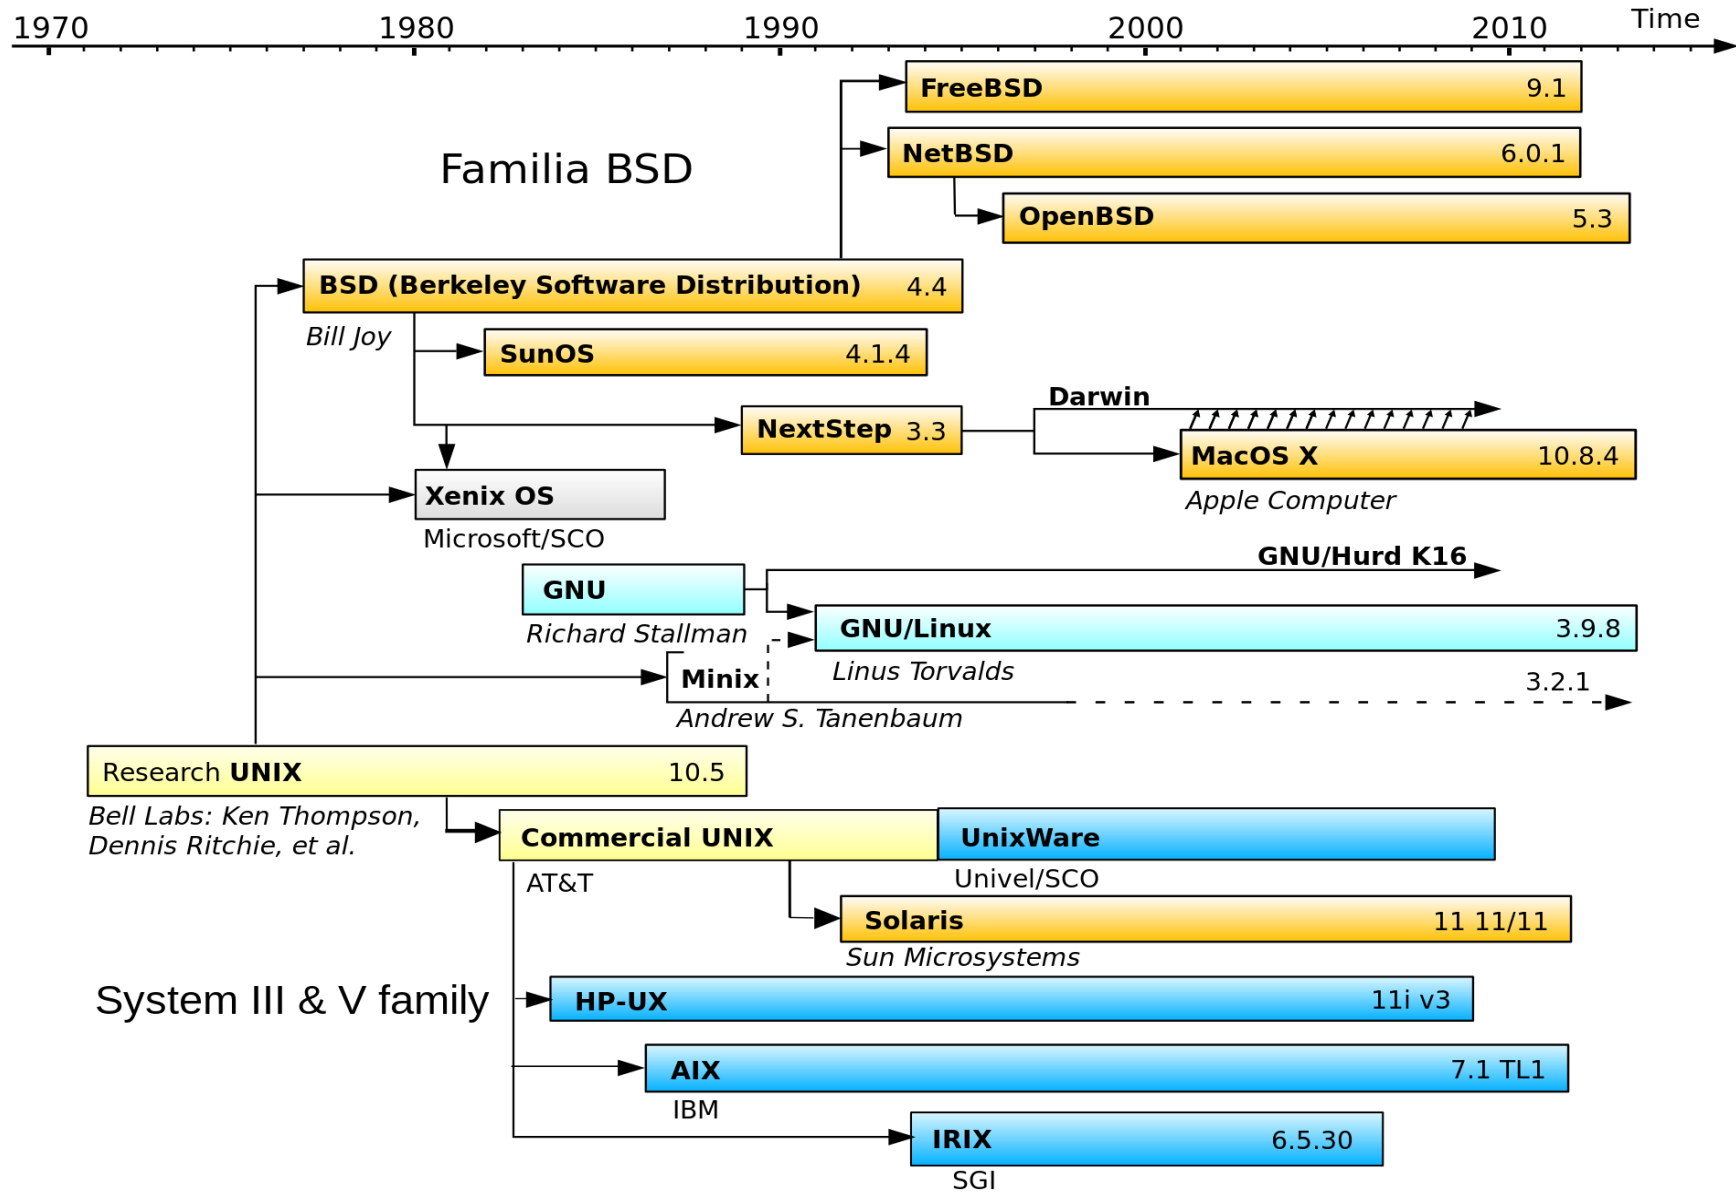 1970 1980 1990 2000 2010 Time
FreeBSD 9.1
Familia BSD
NetBSD 6.0.1
OpenBSD 5.3
BSD (Berkeley Software Distribution) 4.4
Bill Joy
SunOS 4.1.4
Darwin
NextStep 3.3
MacOS X 10.8.4
Apple Computer
Xenix OS
Microsoft/SCO
GNU/Hurd K16
GNU
Richard Stallman
GNU/Linux 3.9.8
Linus Torvalds
Minix 3.2.1
Andrew S. Tanenbaum
Research UNIX 10.5
Bell Labs: Ken Thompson,
Dennis Ritchie, et al.
Commercial UNIX
AT&T
UnixWare
Univel/SCO
Solaris 11 11/11
Sun Microsystems
System III & V family
HP-UX 11i v3
AIX 7.1 TL1
IBM
IRIX 6.5.30
SGI